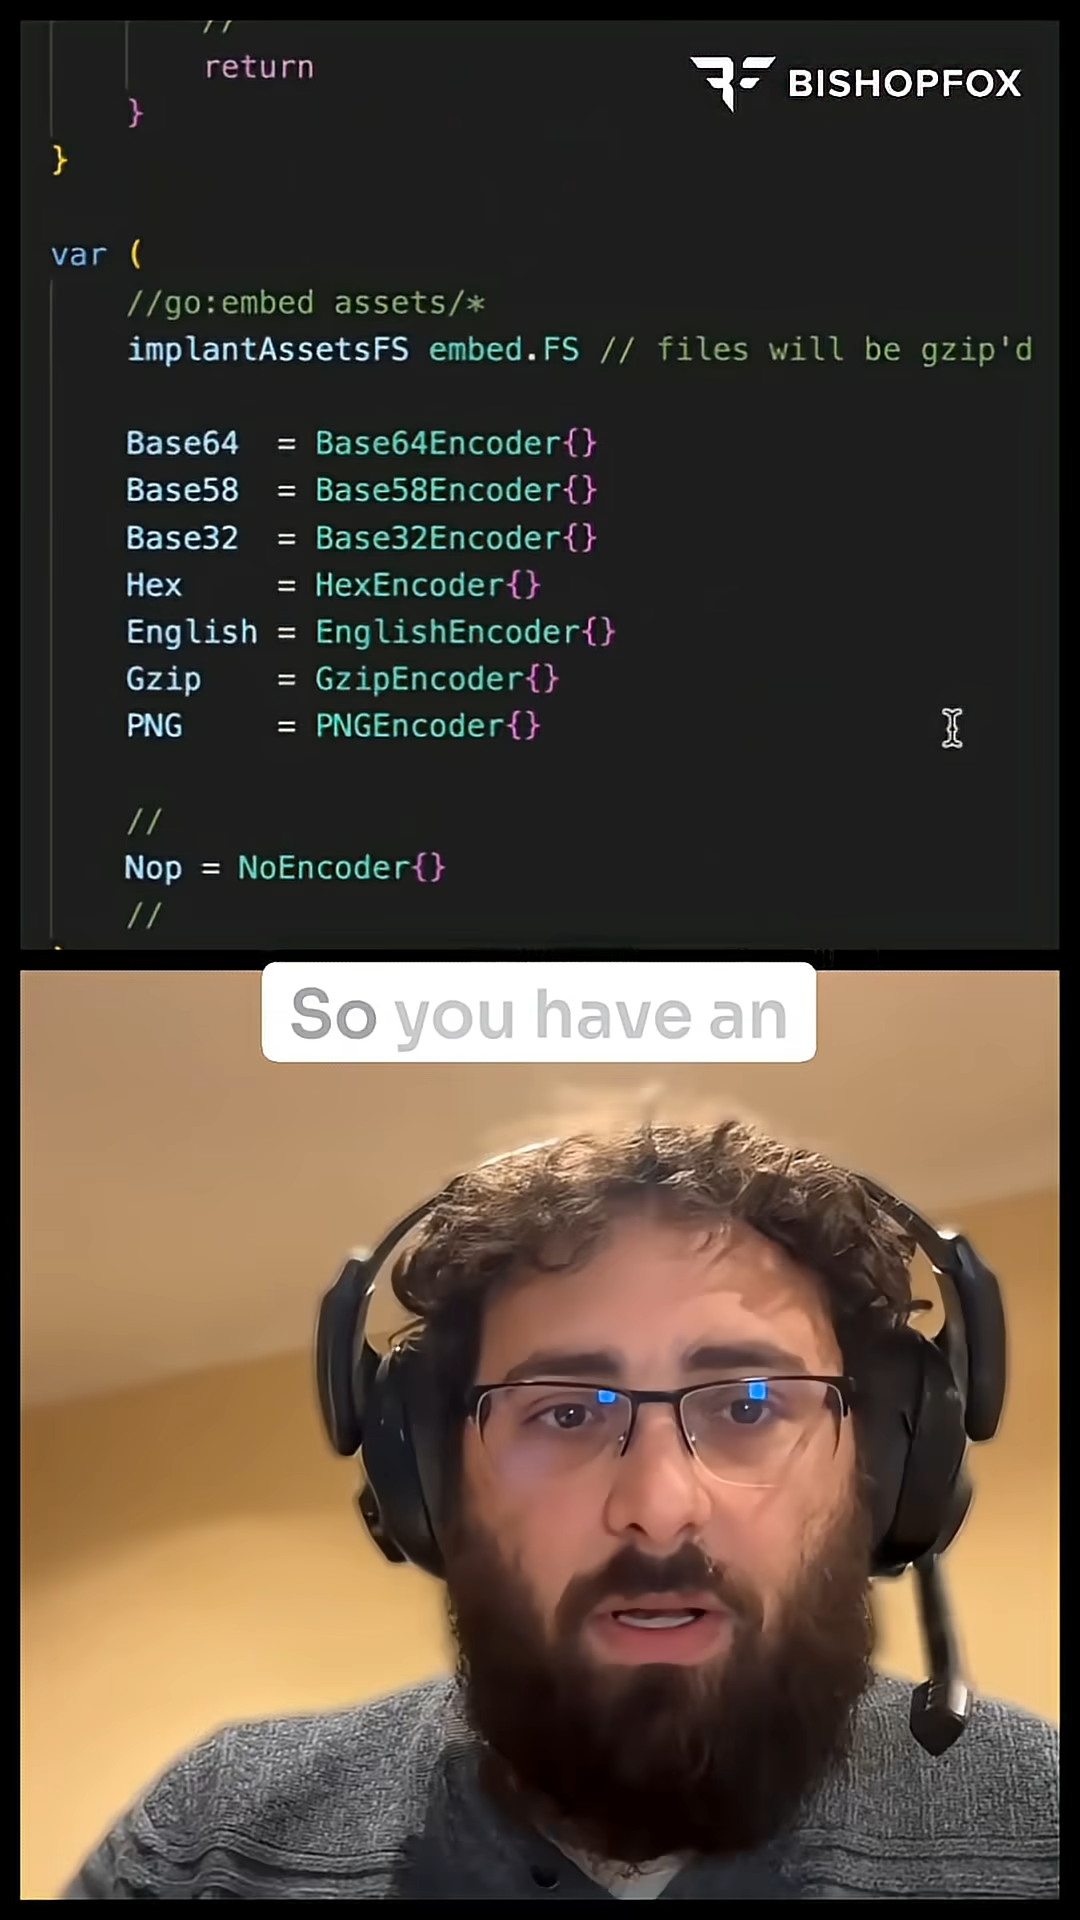 //
return
BISHOPFOX
}
}
var (
//go:embed assets/*
implantAssetsFS embed.FS // files will be gzip'd
Base64 = Base64Encoder{}
Base58 = Base58Encoder{}
Base32 = Base32Encoder{}
Hex = HexEncoder{}
English = EnglishEncoder{}
Gzip = GzipEncoder{}
PNG = PNGEncoder{}
//
Nop = NoEncoder{}
//
So you have an